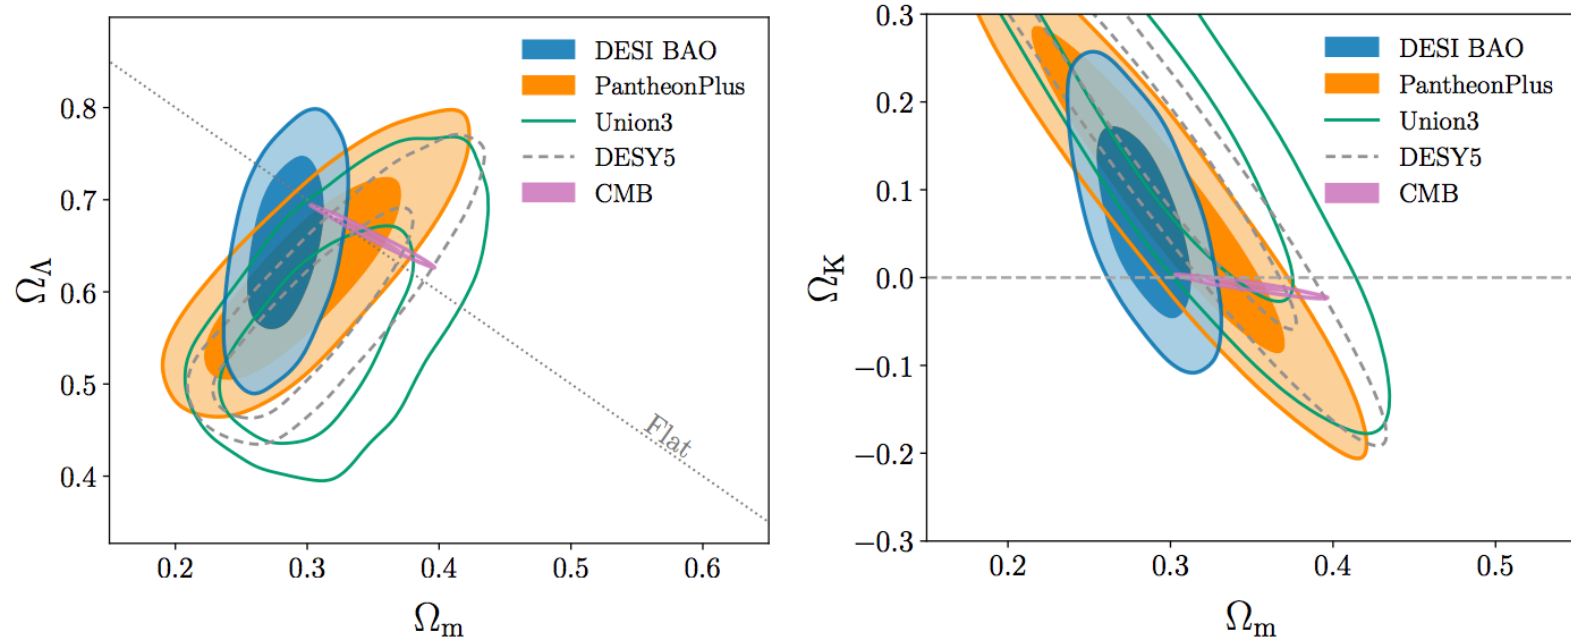 DESI BAO
PantheonPlus
Union3
DESY5
CMB
Flat
0.8
0.7
0.6
0.5
0.4
Ω_Λ
0.2 0.3 0.4 0.5 0.6
Ω_m
DESI BAO
PantheonPlus
Union3
DESY5
CMB
0.3
0.2
0.1
0.0
−0.1
−0.2
−0.3
Ω_K
0.2 0.3 0.4 0.5
Ω_m